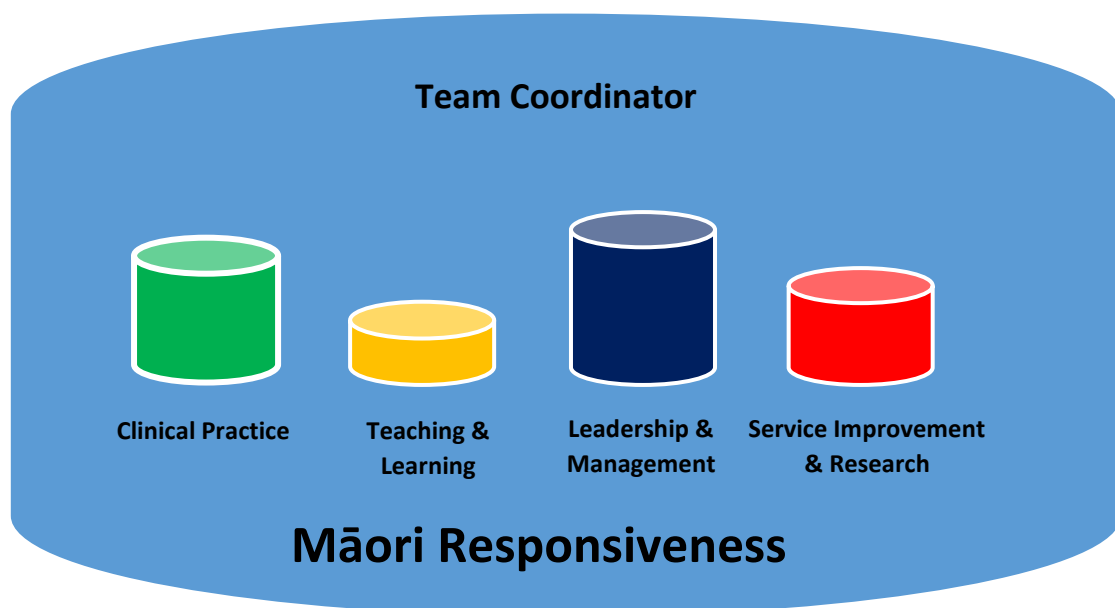 Team Coordinator
Clinical Practice
Teaching &
Learning
Leadership &
Management
Service Improvement
& Research
Māori Responsiveness